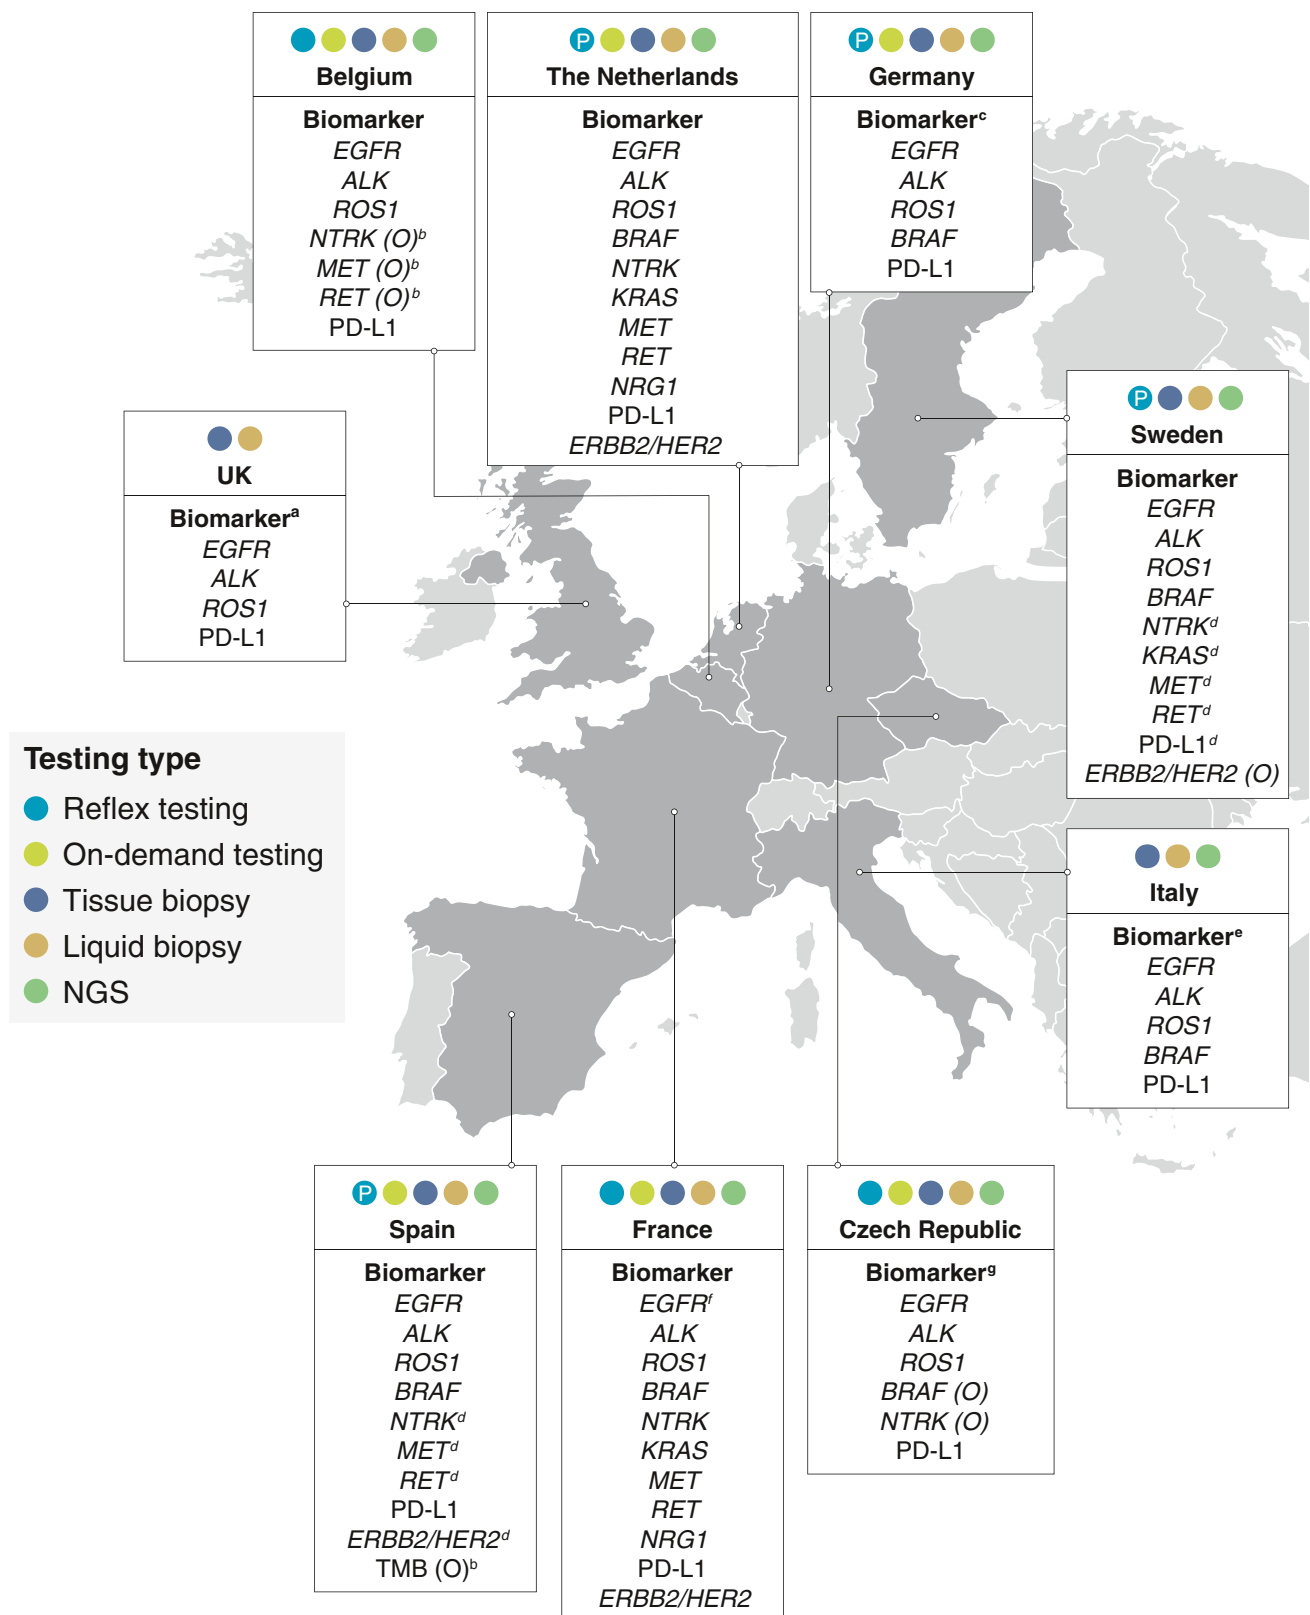 Belgium
Biomarker
EGFR
ALK
ROS1
NTRK (O)b
MET (O)b
RET (O)b
PD-L1
P
The Netherlands
Biomarker
EGFR
ALK
ROS1
BRAF
NTRK
KRAS
MET
RET
NRG1
PD-L1
ERBB2/HER2
P
Germany
Biomarkerc
EGFR
ALK
ROS1
BRAF
PD-L1
UK
Biomarkera
EGFR
ALK
ROS1
PD-L1
P
Sweden
Biomarker
EGFR
ALK
ROS1
BRAF
NTRKd
KRASd
METd
RETd
PD-L1d
ERBB2/HER2 (O)
Testing type
Reflex testing
On-demand testing
Tissue biopsy
Liquid biopsy
NGS
Italy
Biomarkere
EGFR
ALK
ROS1
BRAF
PD-L1
P
Spain
Biomarker
EGFR
ALK
ROS1
BRAF
NTRKd
METd
RETd
PD-L1
ERBB2/HER2d
TMB (O)b
France
Biomarker
EGFRf
ALK
ROS1
BRAF
NTRK
KRAS
MET
RET
NRG1
PD-L1
ERBB2/HER2
Czech Republic
Biomarkerg
EGFR
ALK
ROS1
BRAF (O)
NTRK (O)
PD-L1